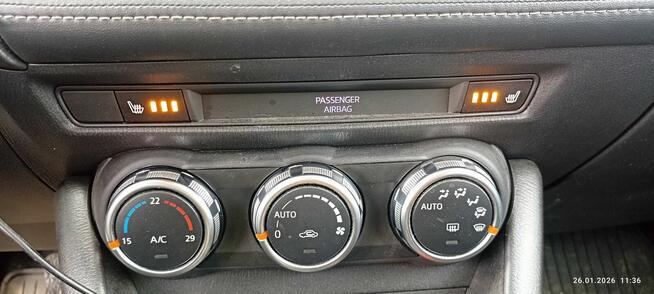 PASSENGER
AIRBAG
22
15
29
A/C
AUTO
0
AUTO
26.01.2026 11:36